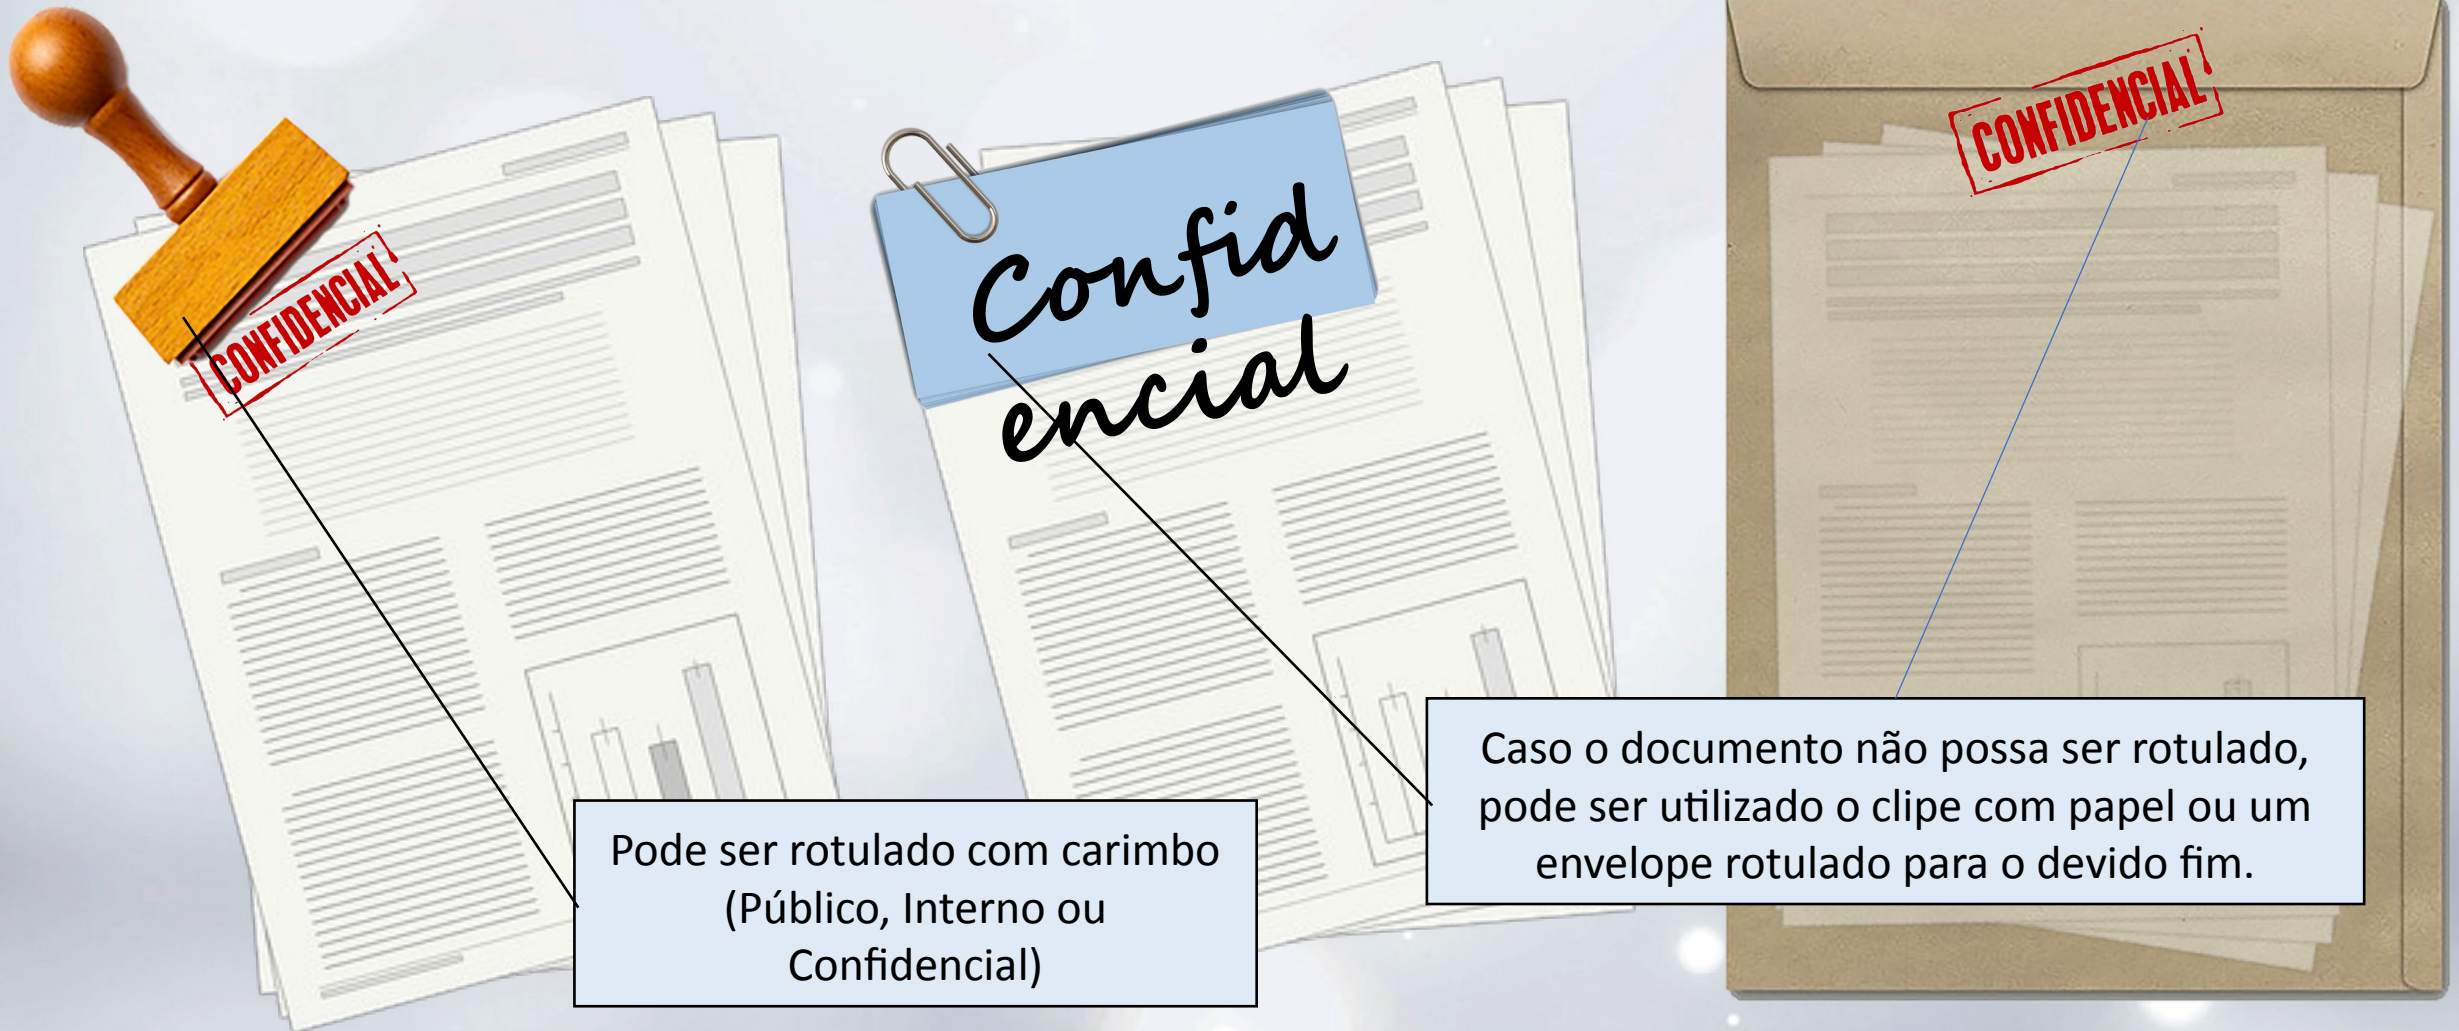 CONFIDENCIAL
Confid
encial
CONFIDENCIAL
Pode ser rotulado com carimbo
(Público, Interno ou
Confidencial)
Caso o documento não possa ser rotulado,
pode ser utilizado o clipe com papel ou um
envelope rotulado para o devido fim.